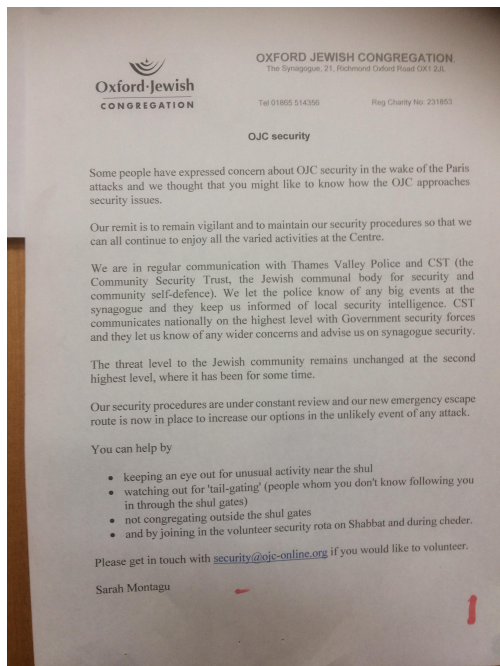 Oxford·Jewish
CONGREGATION
OXFORD JEWISH CONGREGATION.
The Synagogue, 21, Richmond Oxford Road OX1 2JL
Tel 01865 514356 Reg Charity No. 231853
OJC security
Some people have expressed concern about OJC security in the wake of the Paris
attacks and we thought that you might like to know how the OJC approaches
security issues.
Our remit is to remain vigilant and to maintain our security procedures so that we
can all continue to enjoy all the varied activities at the Centre.
We are in regular communication with Thames Valley Police and CST (the
Community Security Trust, the Jewish communal body for security and
community self-defence). We let the police know of any big events at the
synagogue and they keep us informed of local security intelligence. CST
communicates nationally on the highest level with Government security forces
and they let us know of any wider concerns and advise us on synagogue security.
The threat level to the Jewish community remains unchanged at the second
highest level, where it has been for some time.
Our security procedures are under constant review and our new emergency escape
route is now in place to increase our options in the unlikely event of any attack.
You can help by
• keeping an eye out for unusual activity near the shul
• watching out for 'tail-gating' (people whom you don't know following you
in through the shul gates)
• not congregating outside the shul gates
• and by joining in the volunteer security rota on Shabbat and during cheder.
Please get in touch with security@ojc-online.org if you would like to volunteer.
Sarah Montagu